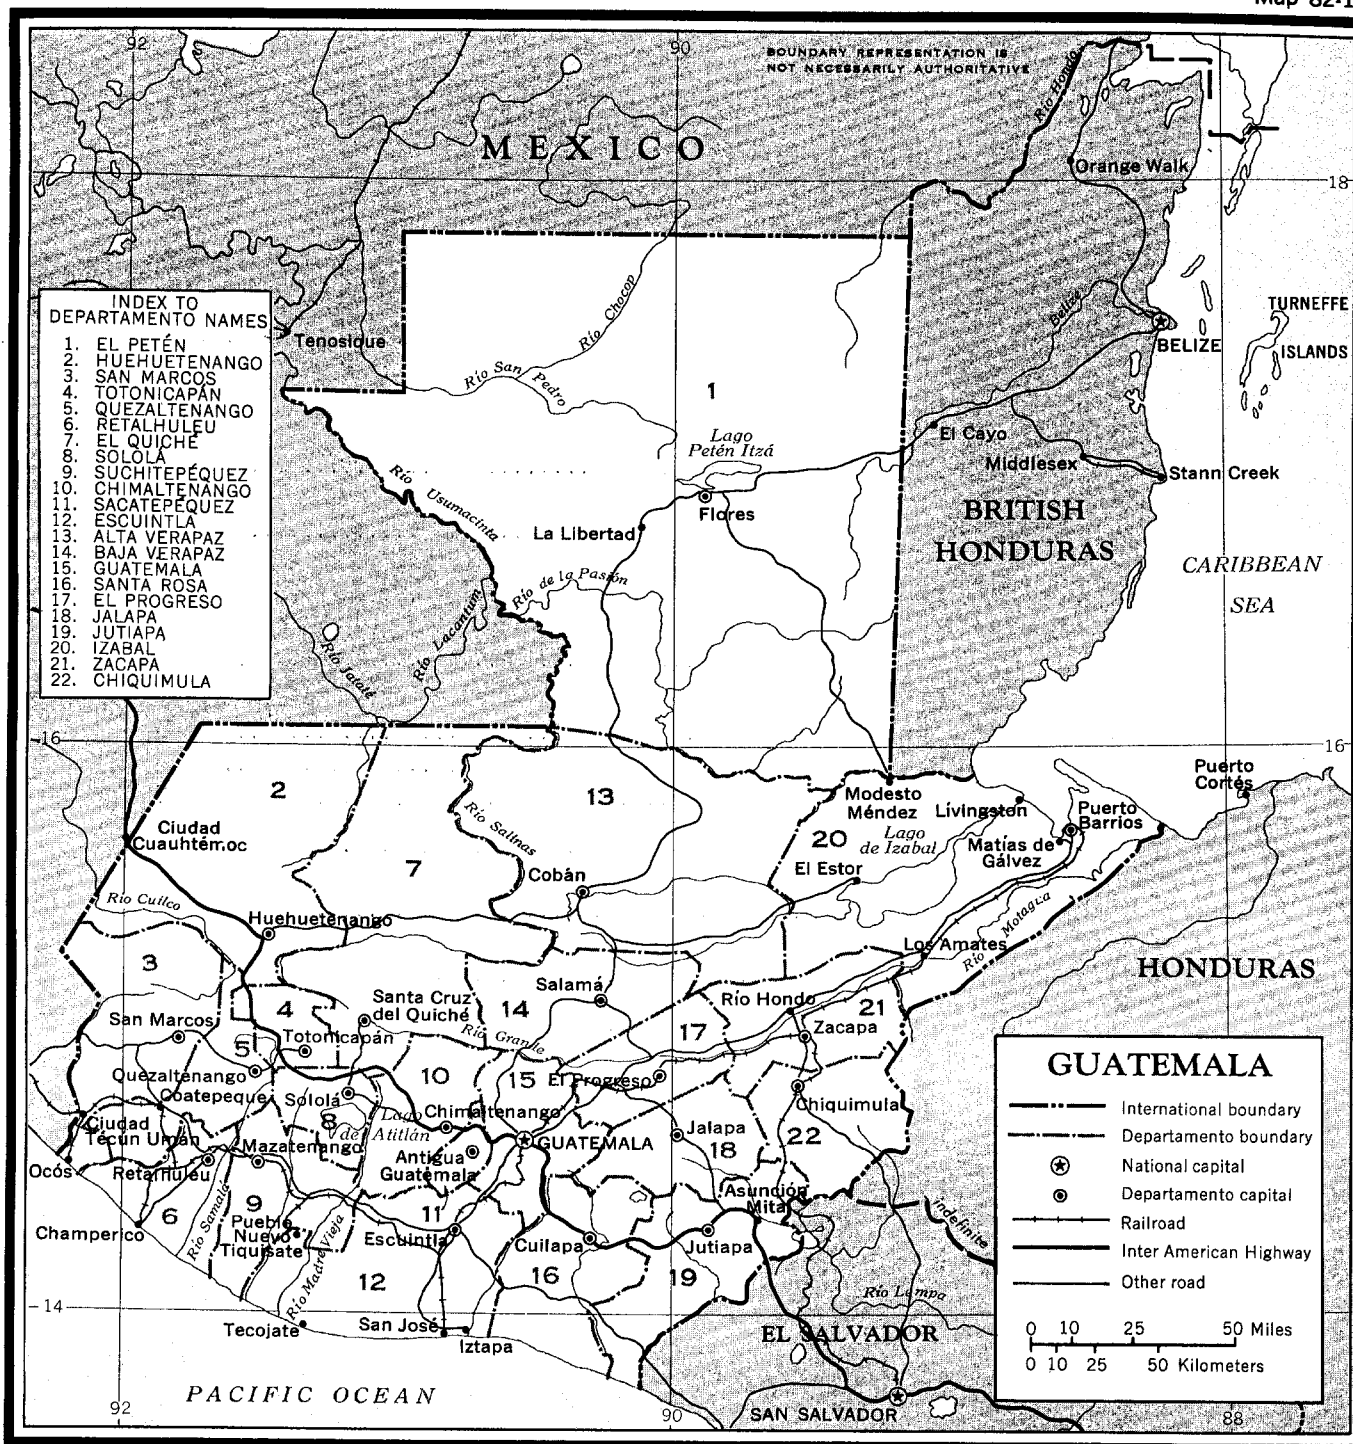 Map 82-1
92
90
BOUNDARY REPRESENTATION IS
NOT NECESSARILY AUTHORITATIVE
Río Hondo
MEXICO
Orange Walk
18
INDEX TO
DEPARTAMENTO NAMES
1. EL PETÉN
2. HUEHUETENANGO
3. SAN MARCOS
4. TOTONICAPÁN
5. QUEZALTENANGO
6. RETALHULEU
7. EL QUICHÉ
8. SOLOLÁ
9. SUCHITEPÉQUEZ
10. CHIMALTENANGO
11. SACATEPÉQUEZ
12. ESCUINTLA
13. ALTA VERAPAZ
14. BAJA VERAPAZ
15. GUATEMALA
16. SANTA ROSA
17. EL PROGRESO
18. JALAPA
19. JUTIAPA
20. IZABAL
21. ZACAPA
22. CHIQUIMULA
Tenosique
Río Chocop
Río San Pedro
Belize
BELIZE
TURNEFFE
ISLANDS
1
Lago
Petén Itzá
El Cayo
Middlesex
Stann Creek
Flores
La Libertad
Río Usumacinta
BRITISH
HONDURAS
CARIBBEAN
SEA
Río de la Pasión
Río Lacantum
Río Jataté
16
16
2
13
7
Río Salinas
Modesto
Méndez
Lívingston
Puerto
Cortés
Puerto
Barrios
20
Lago
de Izabal
Matías de
Gálvez
El Estor
Ciudad
Cuauhtémoc
Cobán
Río Cuilco
Huehuetenango
Río Motagua
Los Amates
HONDURAS
3
4
Santa Cruz
del Quiché
14
Salamá
Río Hondo
21
San Marcos
Totonicapán
Río Grande
17
Zacapa
5
Quezaltenango
10
15
El Progreso
Coatepeque
Sololá
8
Lago
de Atitlán
Chimaltenango
Chiquimula
Ciudad
Tecún Umán
Mazatenango
GUATEMALA
Jalapa
18
22
Ocós
Retalhuleu
Antigua
Guatemala
Asunción
Mita
6
Río Samalá
9
Pueblo
Nuevo
Tiquisate
Río Madre Vieja
11
Escuintla
Cuilapa
Jutiapa
Champerico
12
16
19
indefinite
14
Tecojate
San José
Iztapa
Río Lempa
EL SALVADOR
PACIFIC OCEAN
SAN SALVADOR
92
90
88
GUATEMALA
International boundary
Departamento boundary
National capital
Departamento capital
Railroad
Inter American Highway
Other road
0 10 25 50 Miles
0 10 25 50 Kilometers